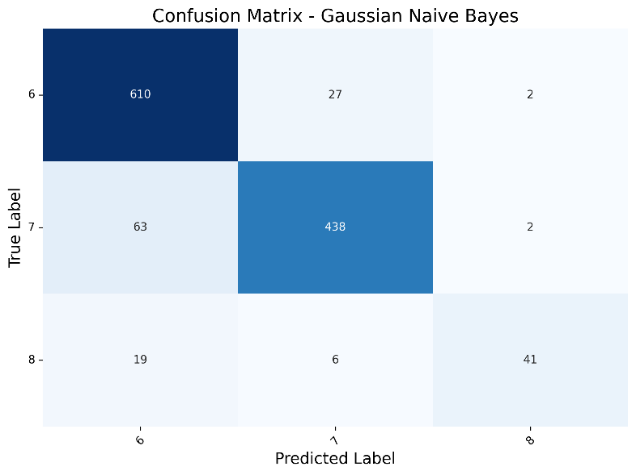 Confusion Matrix - Gaussian Naive Bayes
True Label
6 610 27 2
7 63 438 2
8 19 6 41
6 7 8
Predicted Label